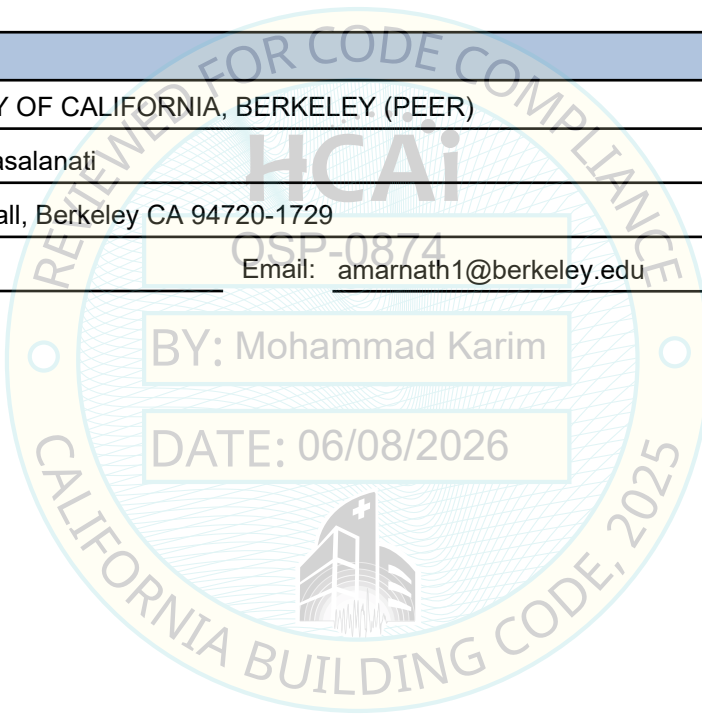 Y OF CALIFORNIA, BERKELEY (PEER)
asalanati
all, Berkeley CA 94720-1729
Email: amarnath1@berkeley.edu
REVIEWED FOR CODE COMPLIANCE
HCAi
OSP-0874
BY: Mohammad Karim
DATE: 06/08/2026
CALIFORNIA BUILDING CODE, 2025